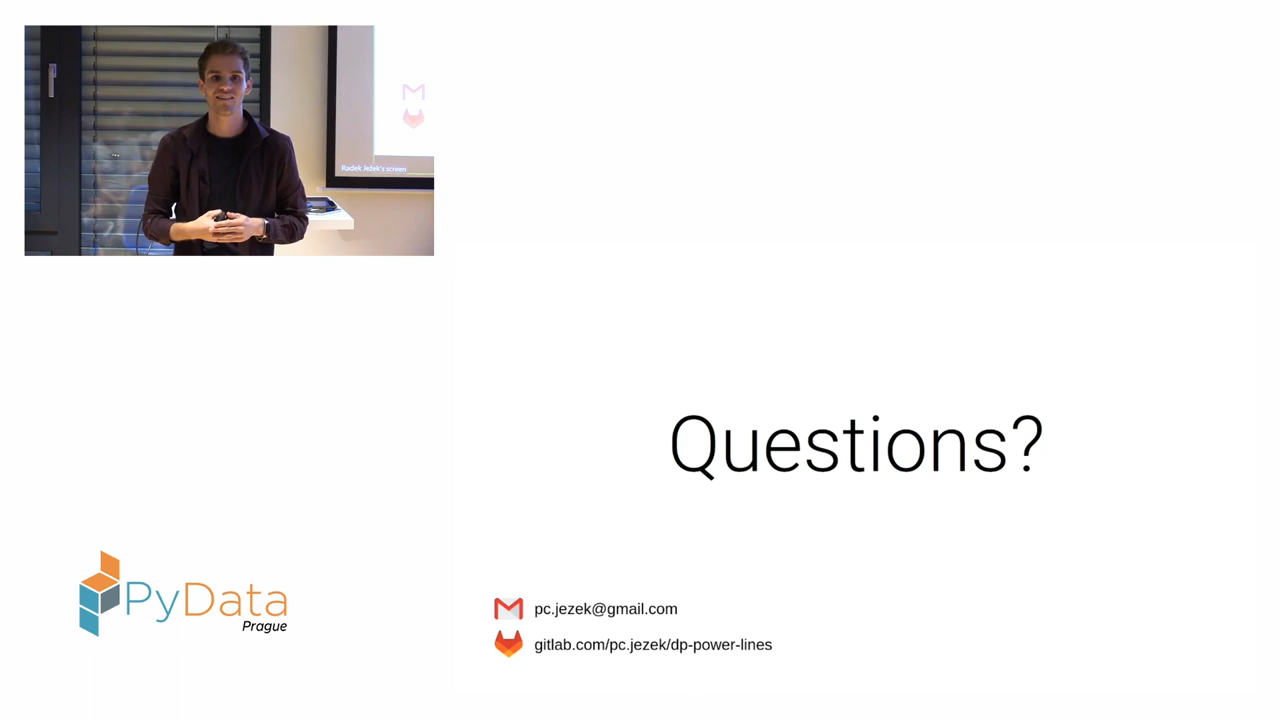 Radek Ježek's screen
Questions?
PyData
Prague
pc.jezek@gmail.com
gitlab.com/pc.jezek/dp-power-lines